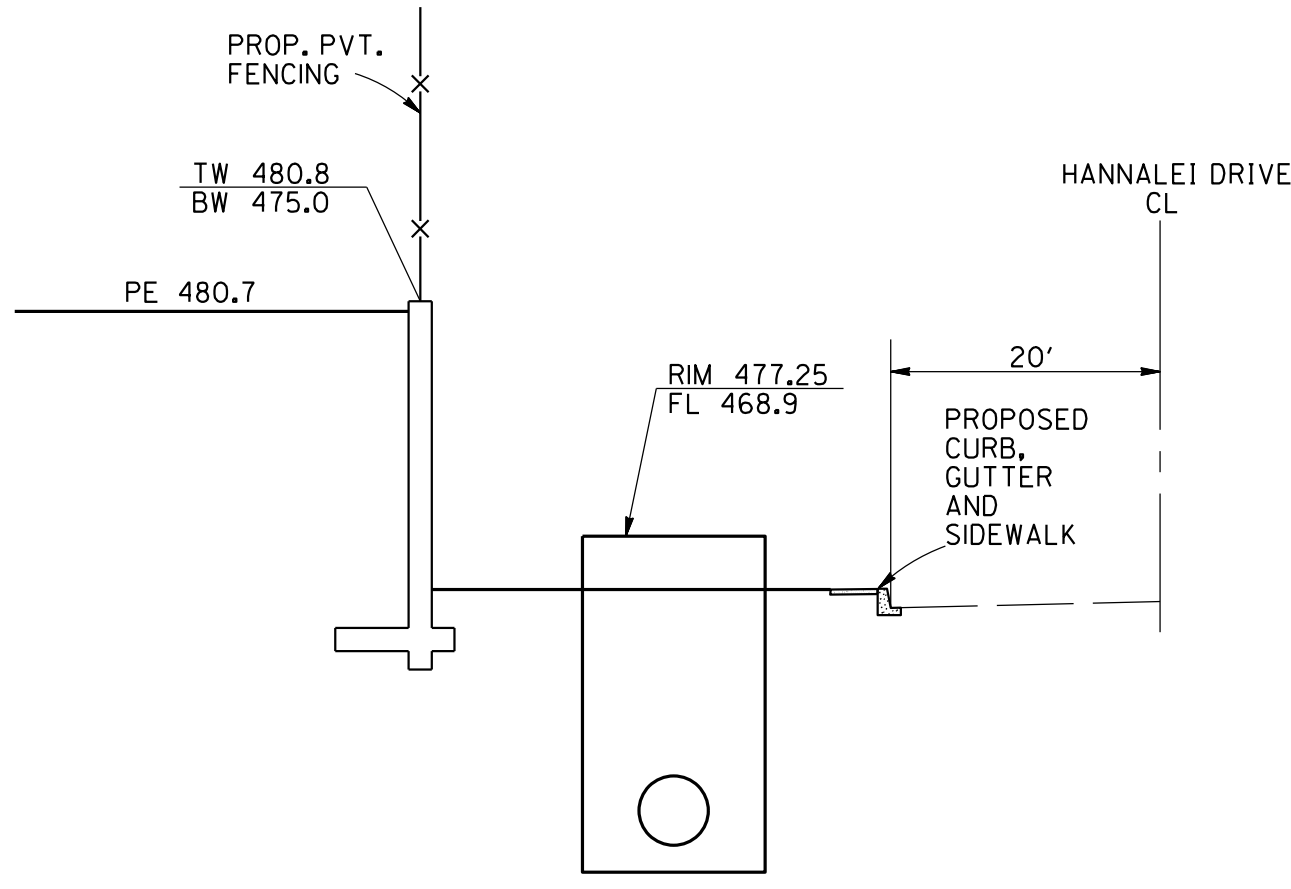 PROP. PVT.
FENCING
TW 480.8
BW 475.0
HANNALEI DRIVE
CL
PE 480.7
RIM 477.25
FL 468.9
20'
PROPOSED
CURB,
GUTTER
AND
SIDEWALK